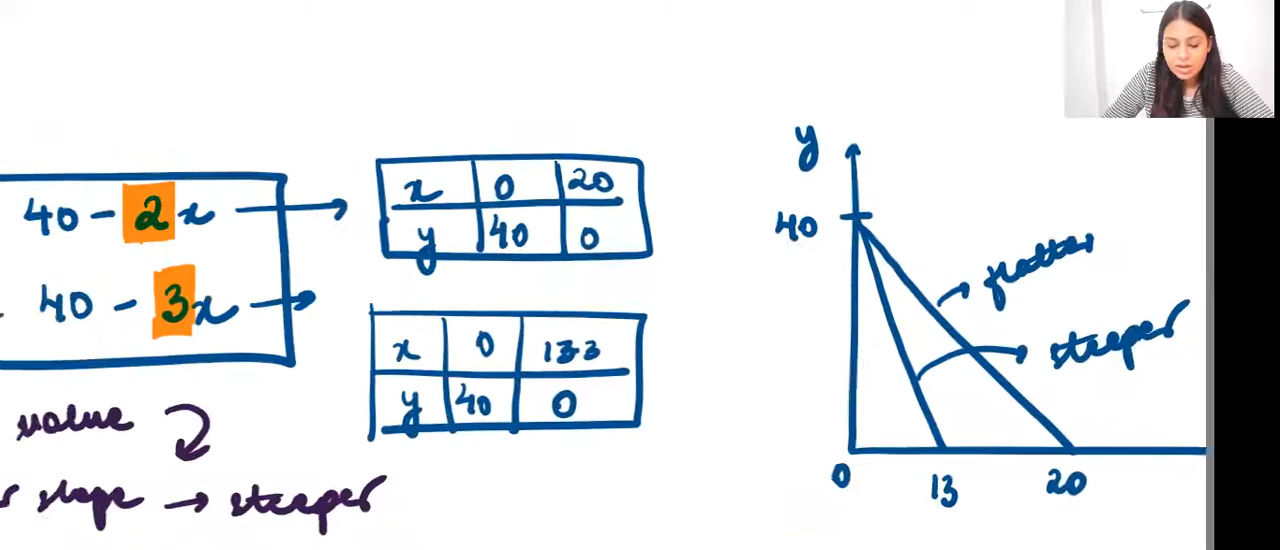 40 - 2x →
40 - 3x →
x 0 20
y 40 0
x 0 13.3
y 40 0
value
slope → steeper
y
40
flatter
steeper
0 13 20